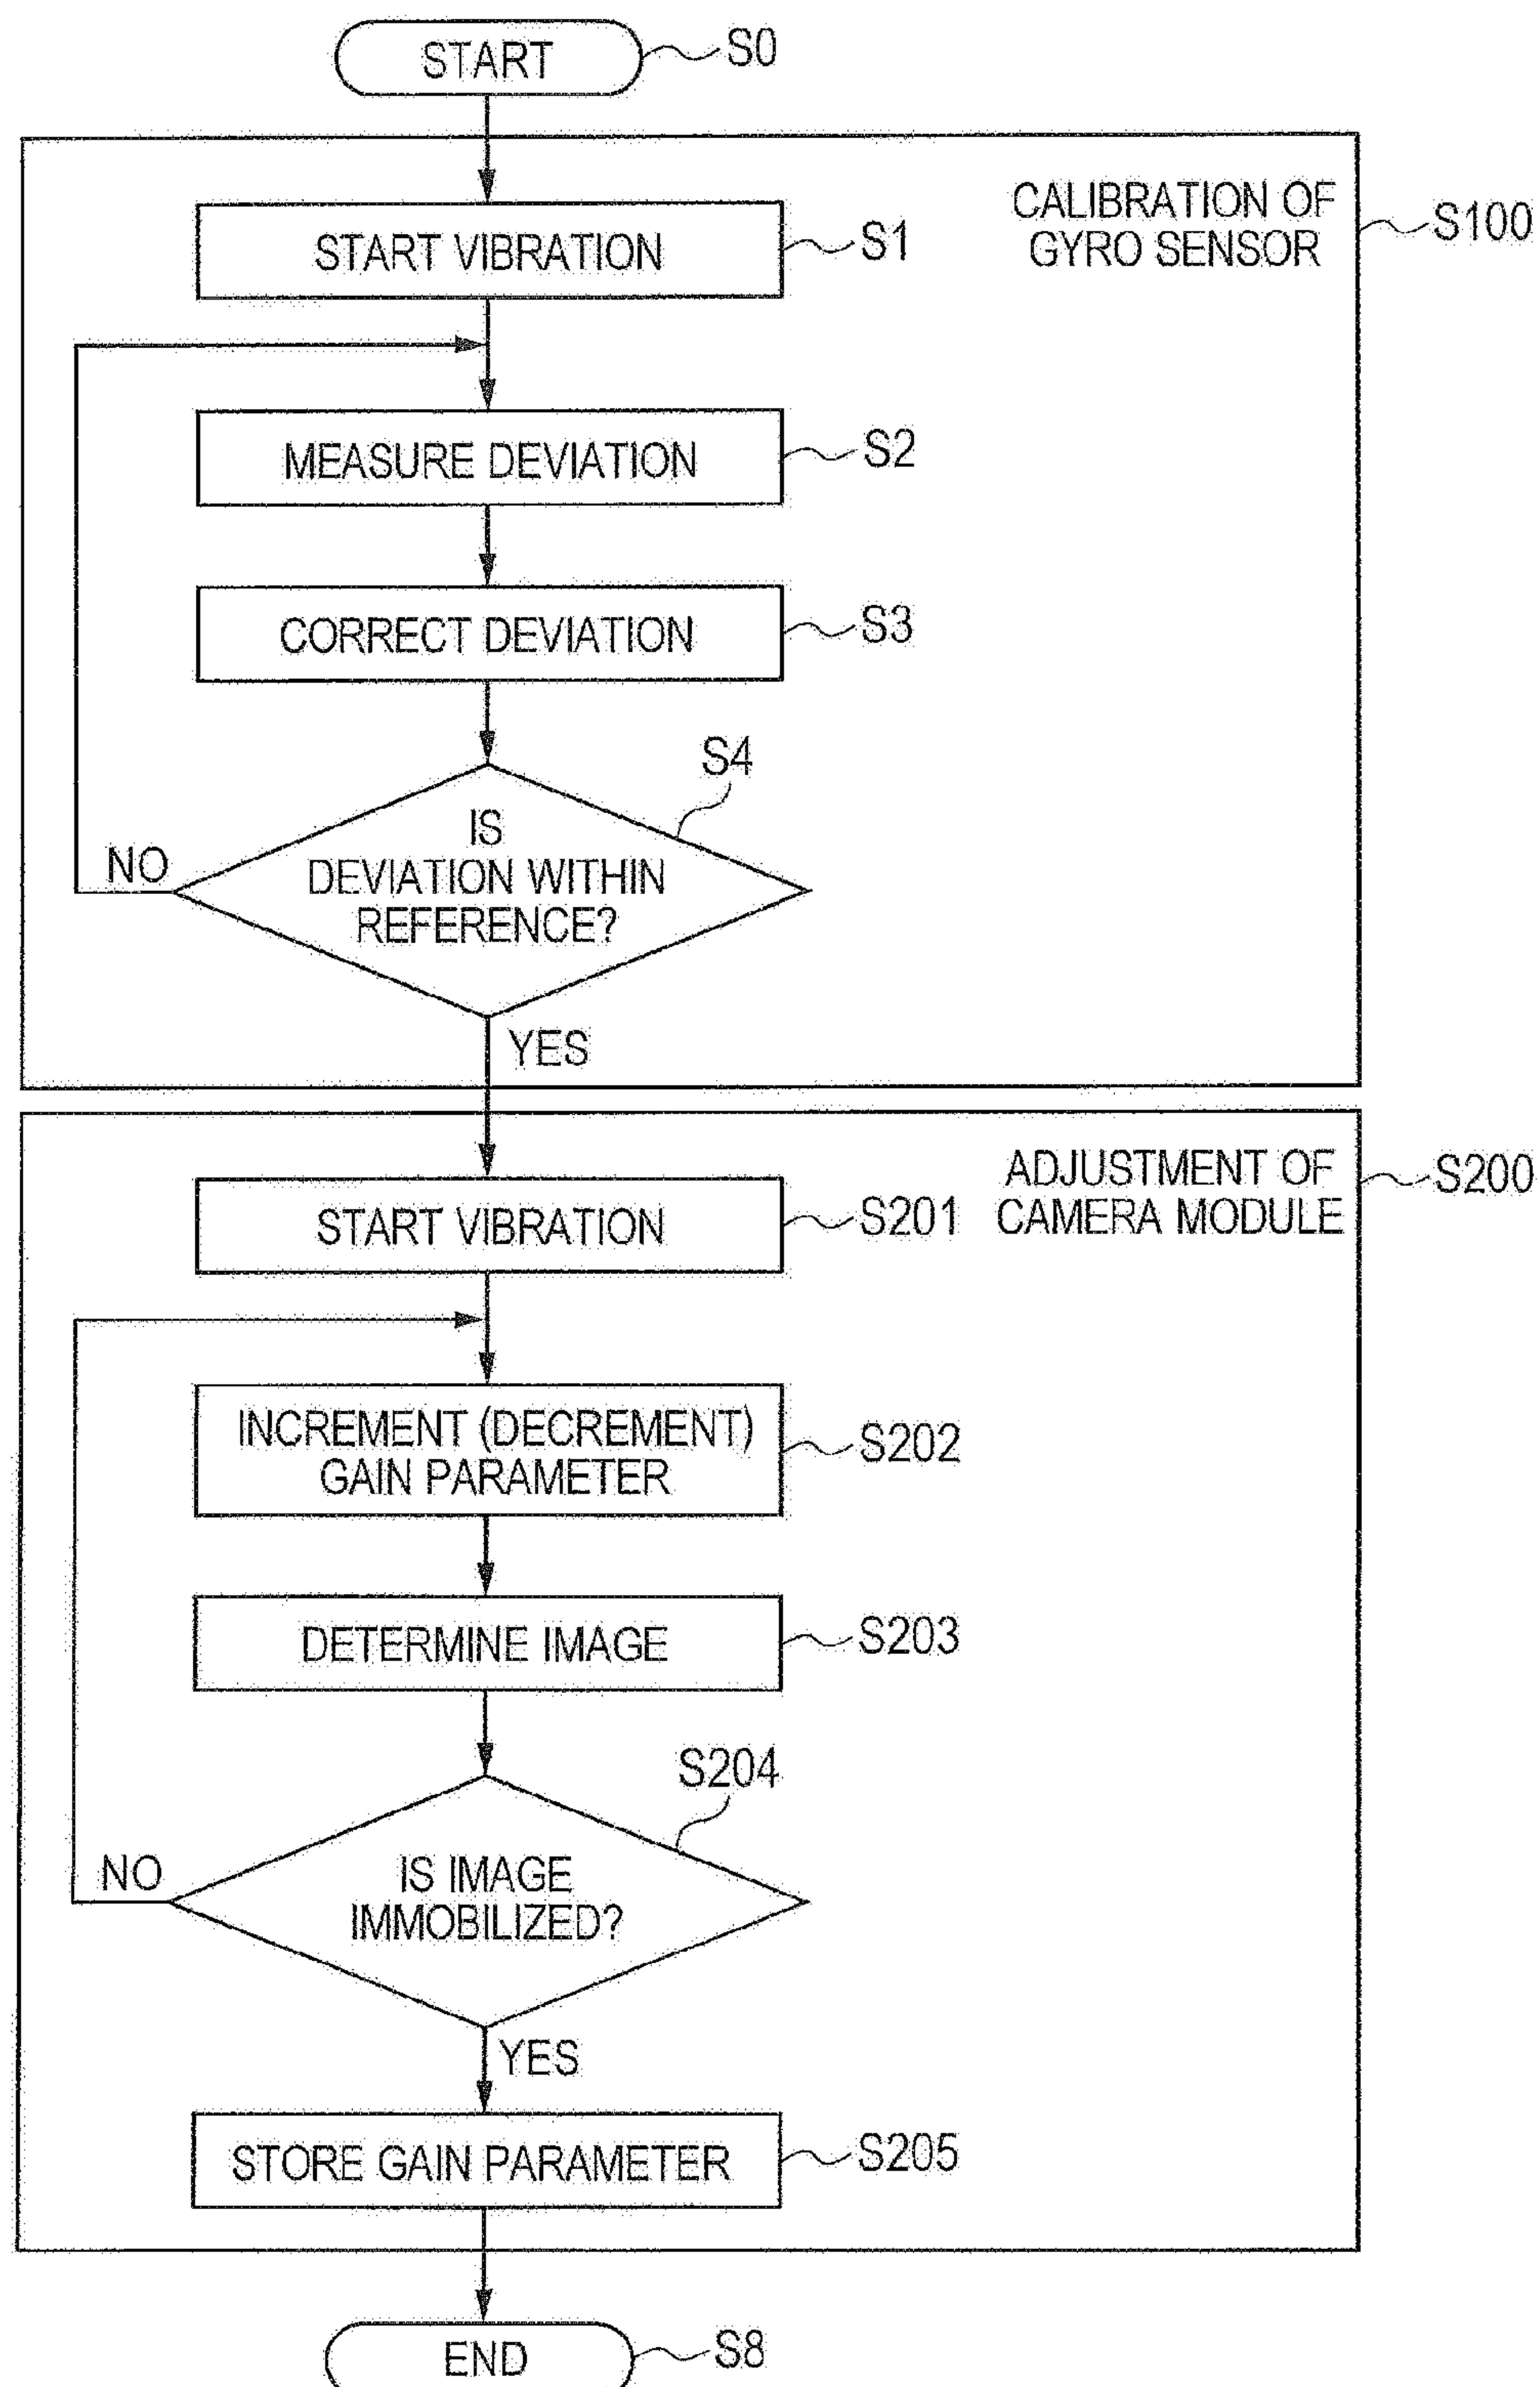 START
S0
CALIBRATION OF
GYRO SENSOR
S100
START VIBRATION
S1
MEASURE DEVIATION
S2
CORRECT DEVIATION
S3
S4
IS
DEVIATION WITHIN
REFERENCE?
NO
YES
ADJUSTMENT OF
CAMERA MODULE
S200
START VIBRATION
S201
INCREMENT (DECREMENT)
GAIN PARAMETER
S202
DETERMINE IMAGE
S203
S204
IS IMAGE
IMMOBILIZED?
NO
YES
STORE GAIN PARAMETER
S205
END
S8